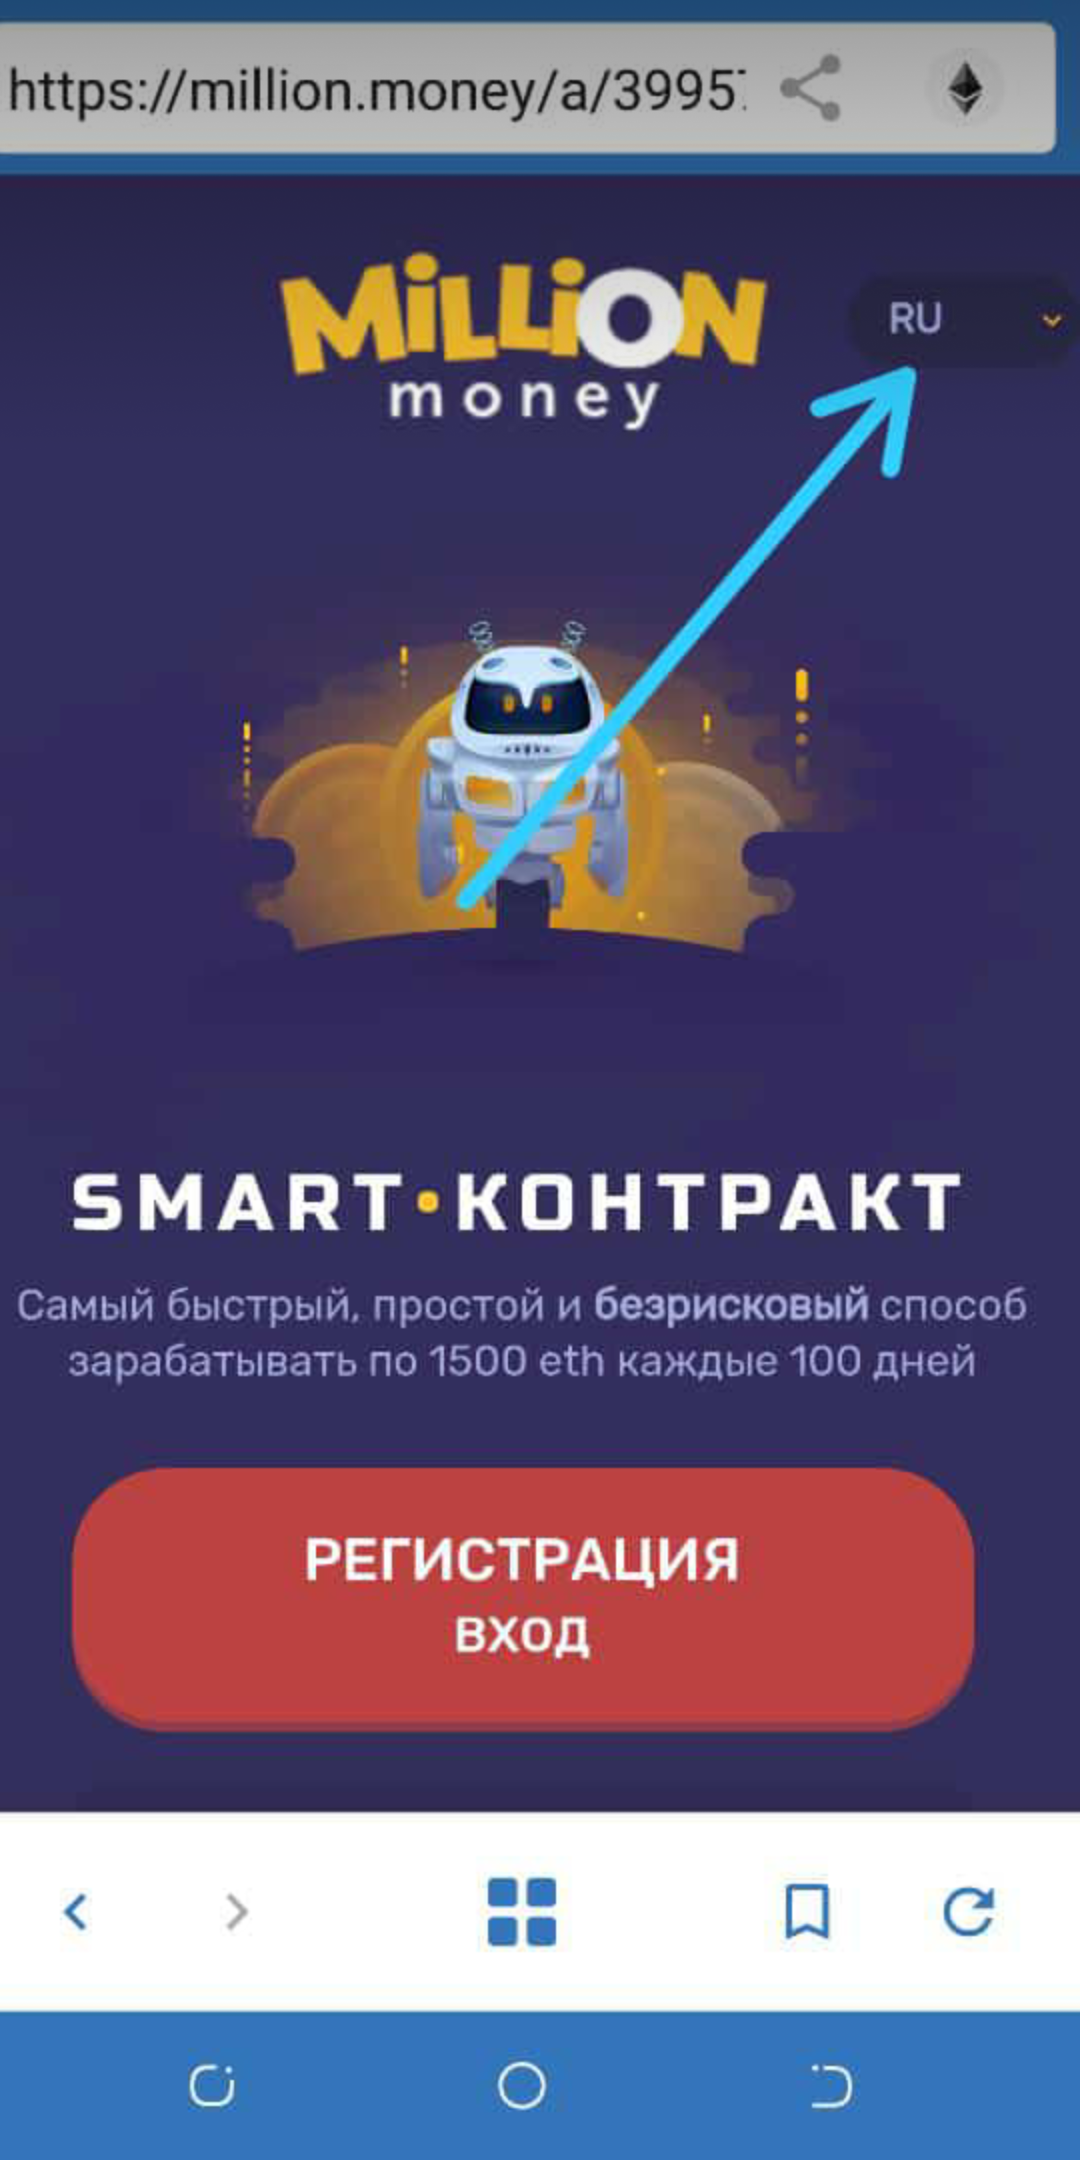 https://million.money/a/3995
MiLLiON
money
RU
SMART•КОНТРАКТ
Самый быстрый, простой и безрисковый способ
зарабатывать по 1500 eth каждые 100 дней
РЕГИСТРАЦИЯ
ВХОД